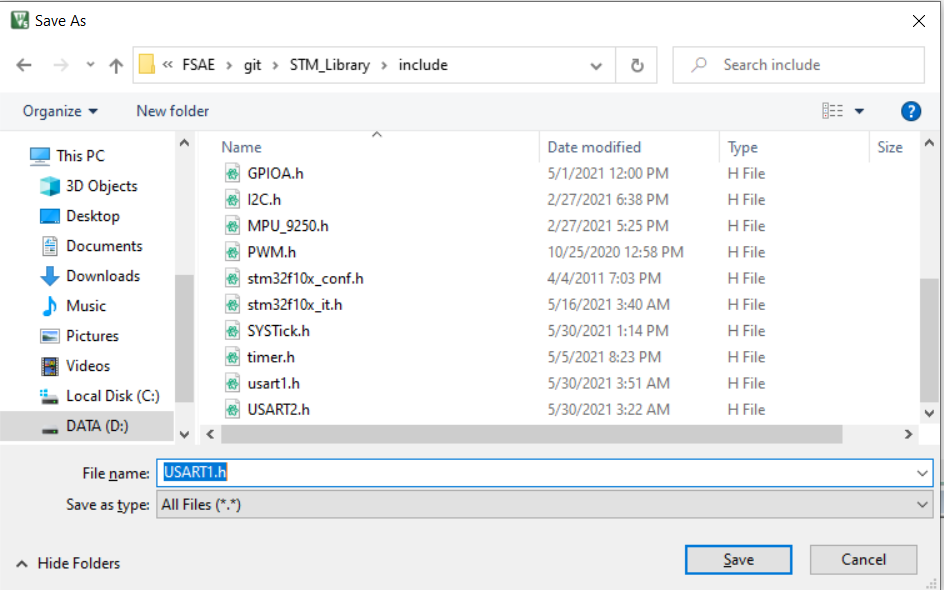 Save As
« FSAE › git › STM_Library › include
Search include
Organize New folder
Name Date modified Type Size
This PC
3D Objects
Desktop
Documents
Downloads
Music
Pictures
Videos
Local Disk (C:)
DATA (D:)
GPIOA.h 5/1/2021 12:00 PM H File
I2C.h 2/27/2021 6:38 PM H File
MPU_9250.h 2/27/2021 5:25 PM H File
PWM.h 10/25/2020 12:58 PM H File
stm32f10x_conf.h 4/4/2011 7:03 PM H File
stm32f10x_it.h 5/16/2021 3:40 AM H File
SYSTick.h 5/30/2021 1:14 PM H File
timer.h 5/5/2021 8:23 PM H File
usart1.h 5/30/2021 3:51 AM H File
USART2.h 5/30/2021 3:22 AM H File
File name: USART1.h
Save as type: All Files (*.*)
Hide Folders
Save Cancel